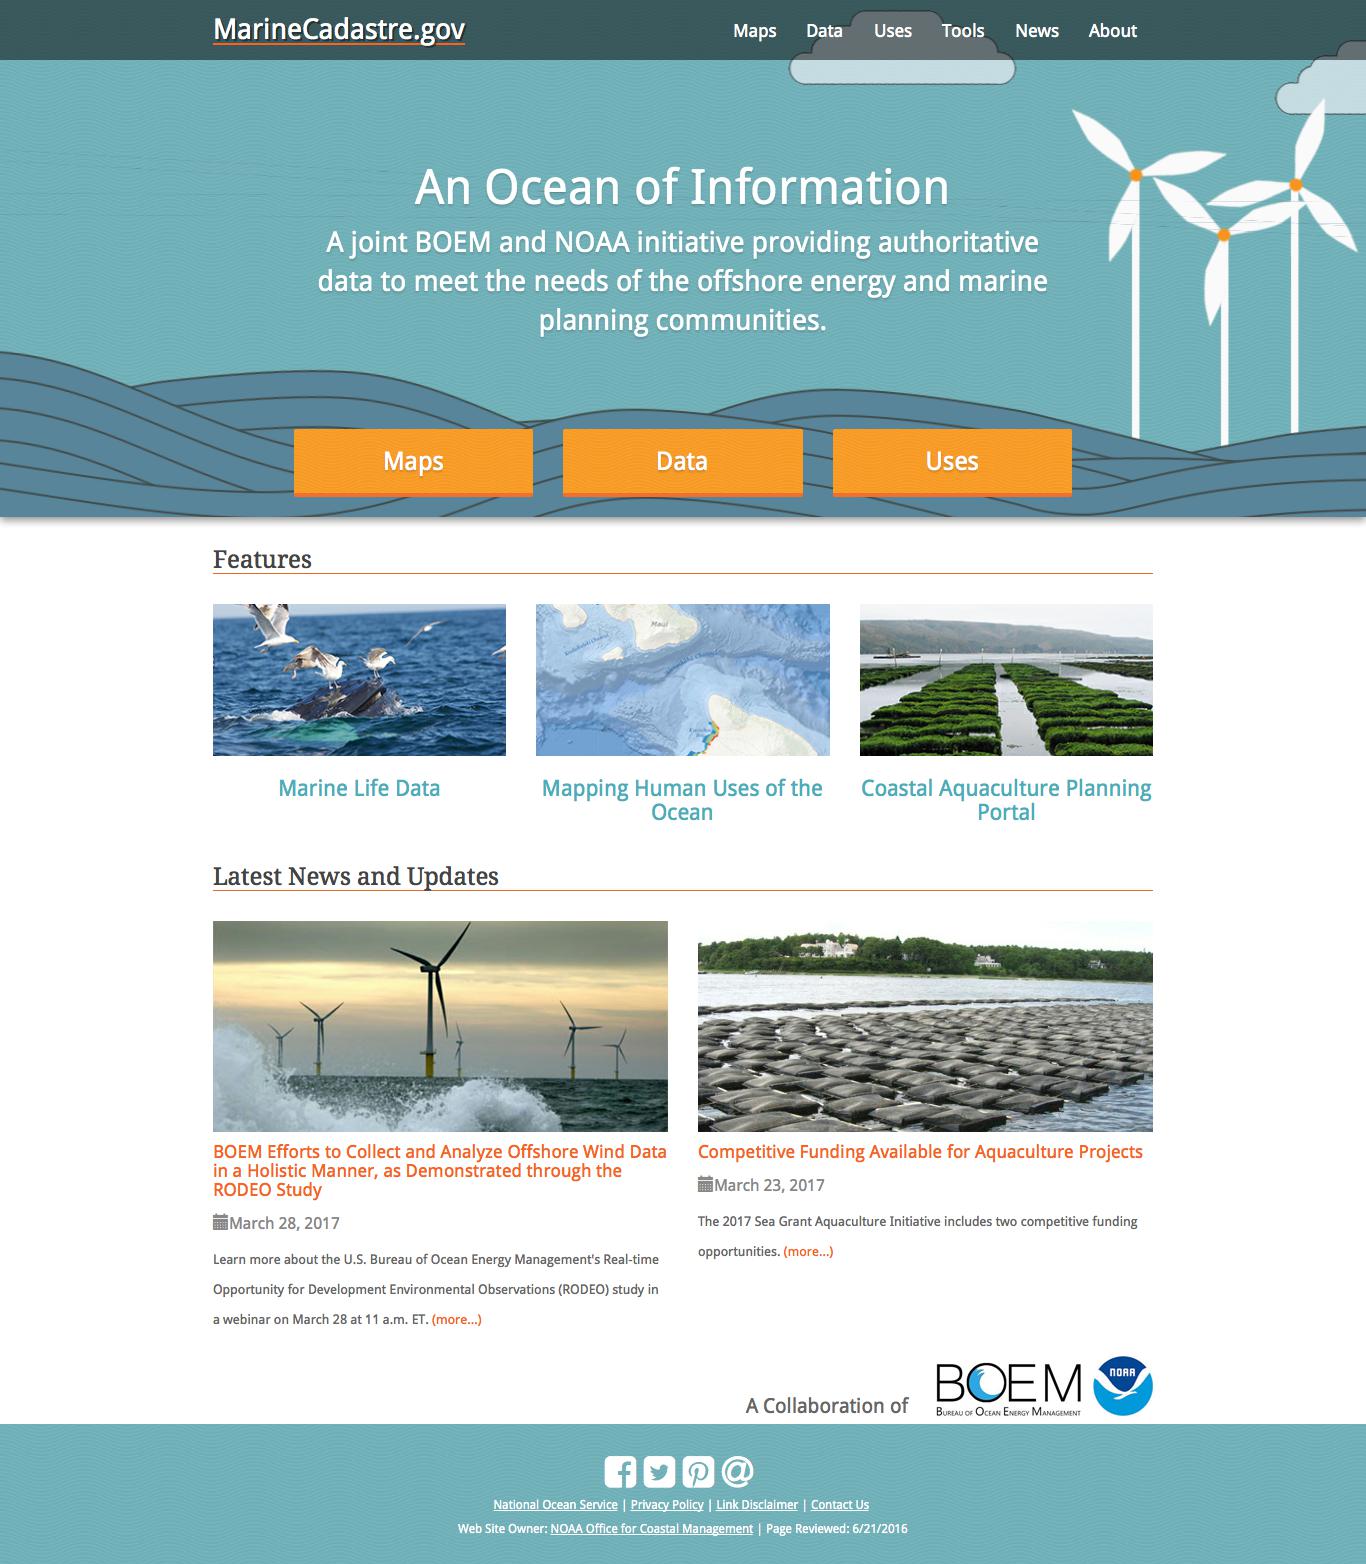 MarineCadastre.gov
Maps Data Uses Tools News About
An Ocean of Information
A joint BOEM and NOAA initiative providing authoritative
data to meet the needs of the offshore energy and marine
planning communities.
Maps Data Uses
Features
Maui
Marine Life Data
Mapping Human Uses of the
Ocean
Coastal Aquaculture Planning
Portal
Latest News and Updates
BOEM Efforts to Collect and Analyze Offshore Wind Data
in a Holistic Manner, as Demonstrated through the
RODEO Study
March 28, 2017
Learn more about the U.S. Bureau of Ocean Energy Management's Real-time
Opportunity for Development Environmental Observations (RODEO) study in
a webinar on March 28 at 11 a.m. ET. (more...)
Competitive Funding Available for Aquaculture Projects
March 23, 2017
The 2017 Sea Grant Aquaculture Initiative includes two competitive funding
opportunities. (more...)
A Collaboration of
BOEM
Bureau of Ocean Energy Management
NOAA
National Ocean Service | Privacy Policy | Link Disclaimer | Contact Us
Web Site Owner: NOAA Office for Coastal Management | Page Reviewed: 6/21/2016